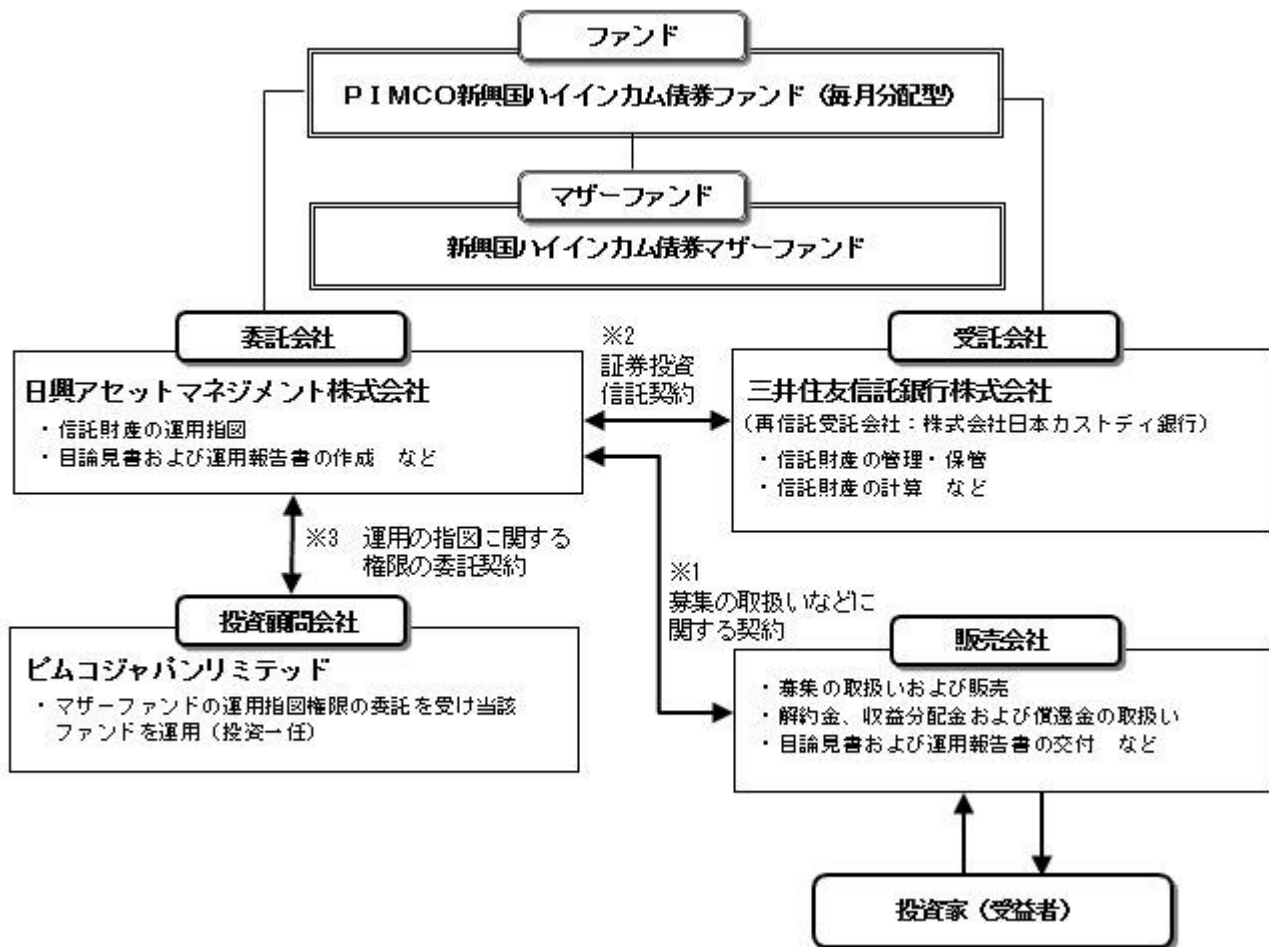 ファンド
PIMCO新興国ハイインカム債券ファンド（毎月分配型）
マザーファンド
新興国ハイインカム債券マザーファンド
委託会社
日興アセットマネジメント株式会社
・信託財産の運用指図
・目論見書および運用報告書の作成　など
※2
証券投資
信託契約
受託会社
三井住友信託銀行株式会社
（再信託受託会社：株式会社日本カストディ銀行）
・信託財産の管理・保管
・信託財産の計算　など
※3　運用の指図に関する
権限の委託契約
※1
募集の取扱いなどに
関する契約
投資顧問会社
ピムコジャパンリミテッド
・マザーファンドの運用指図権限の委託を受け当該
ファンドを運用（投資一任）
販売会社
・募集の取扱いおよび販売
・解約金、収益分配金および償還金の取扱い
・目論見書および運用報告書の交付　など
投資家（受益者）